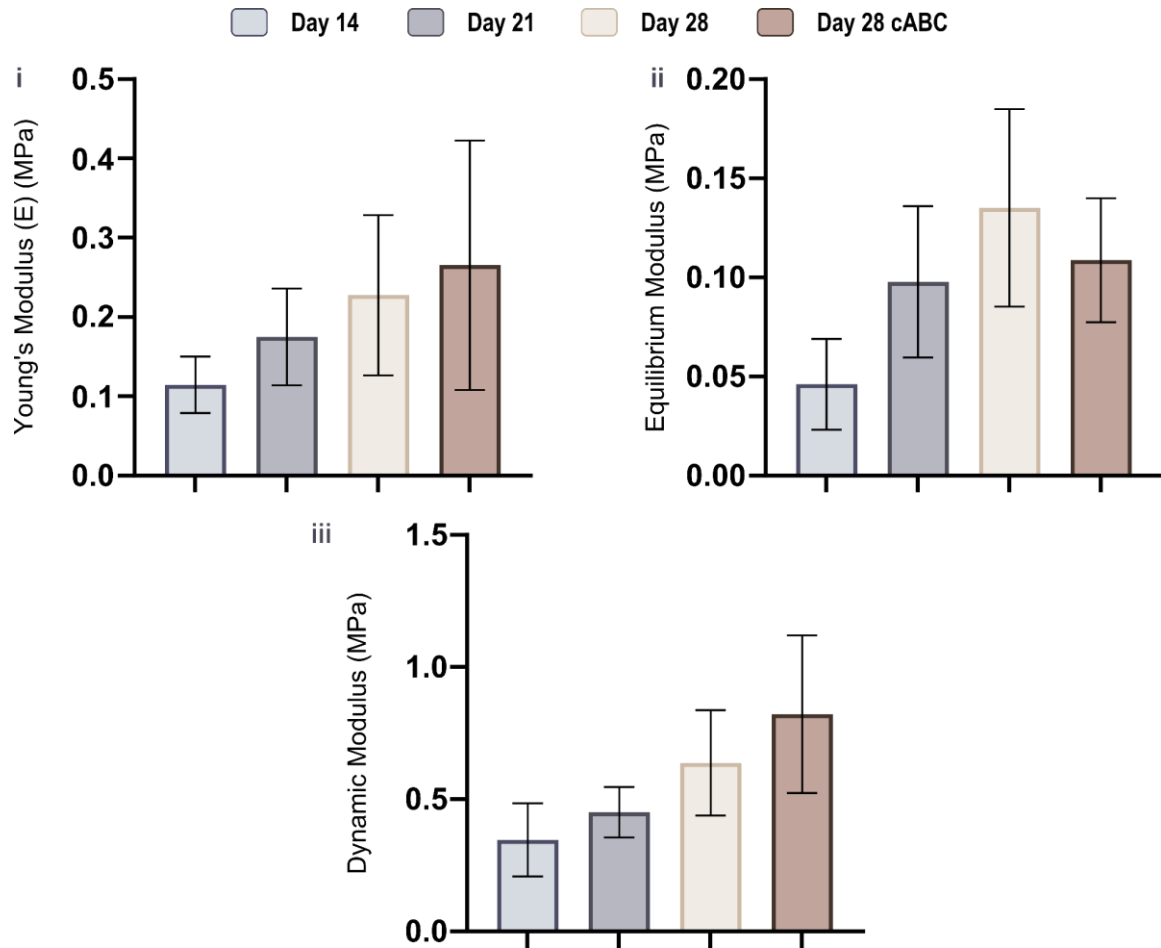 Day 14 Day 21 Day 28 Day 28 cABC
i
Young's Modulus (E) (MPa)
0.5
0.4
0.3
0.2
0.1
0.0
ii
Equilibrium Modulus (MPa)
0.20
0.15
0.10
0.05
0.00
iii
Dynamic Modulus (MPa)
1.5
1.0
0.5
0.0